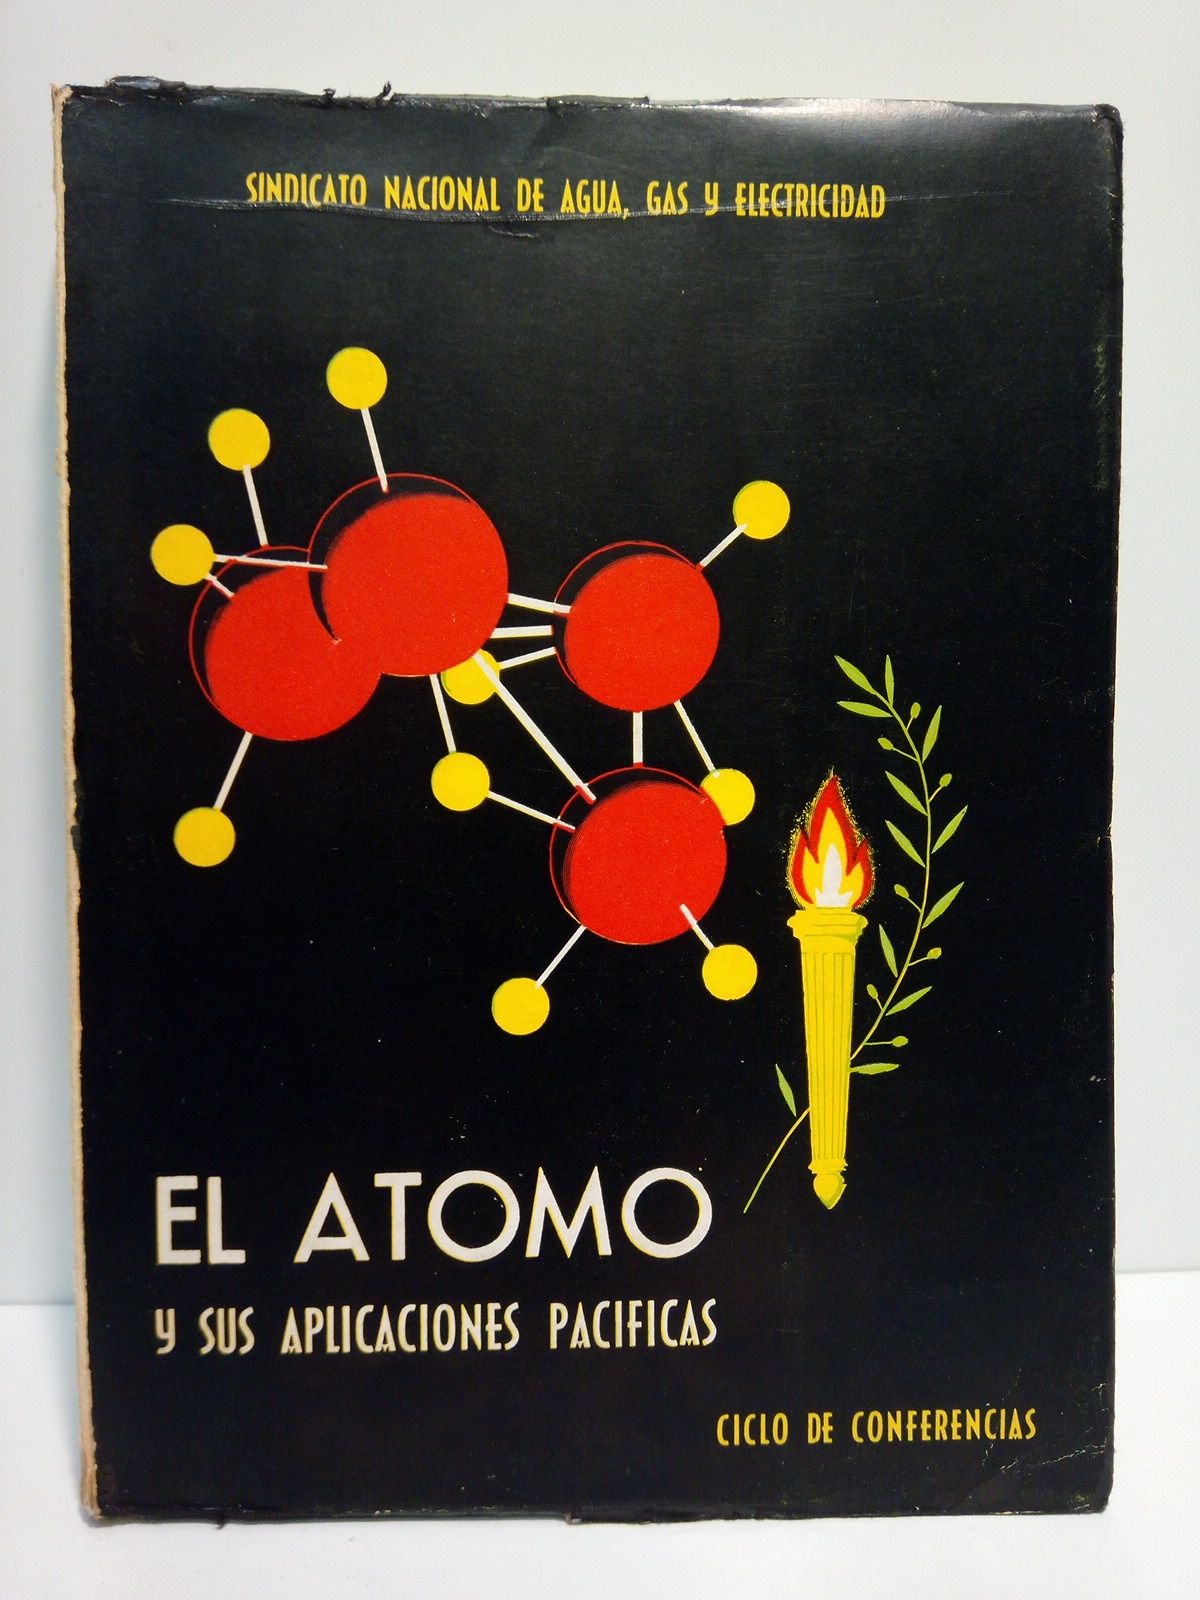 SINDICATO NACIONAL DE AGUA, GAS Y ELECTRICIDAD
EL ATOMO
Y SUS APLICACIONES PACIFICAS
CICLO DE CONFERENCIAS